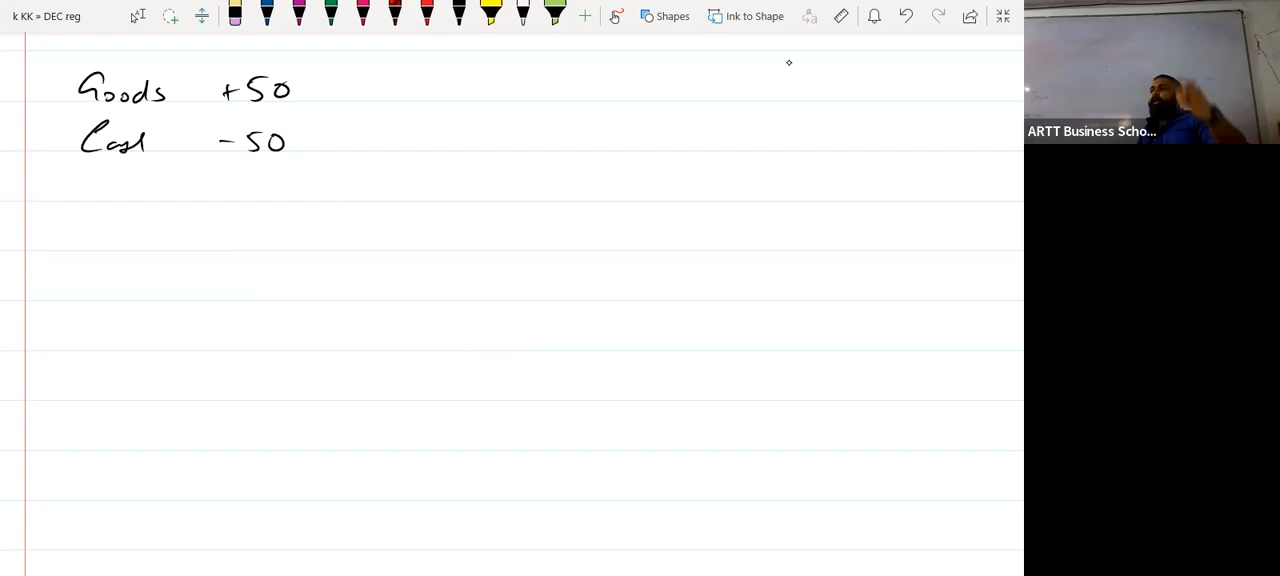 k KK » DEC reg
Shapes
Ink to Shape
Goods +50
Cash - 50
ARTT Business Scho...